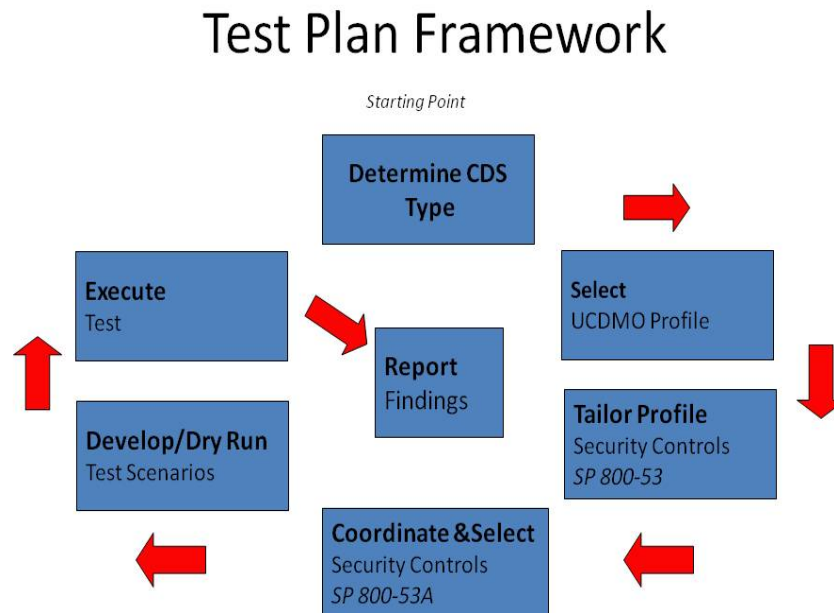 Test Plan Framework
Starting Point
Determine CDS
Type
Select
UCDMO Profile
Tailor Profile
Security Controls
SP 800-53
Coordinate &Select
Security Controls
SP 800-53A
Develop/Dry Run
Test Scenarios
Execute
Test
Report
Findings